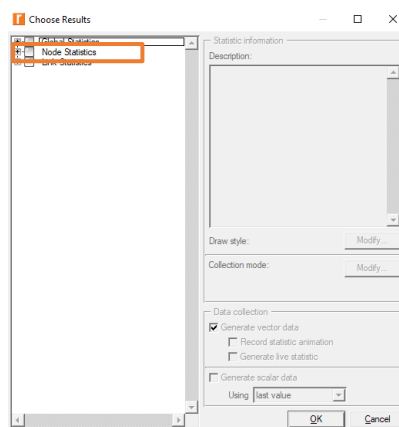 Choose Results
Global Statistics
Node Statistics
Link Statistics
Statistic information
Description:
Draw style:
Modify...
Collection mode:
Modify...
Data collection
Generate vector data
Record statistic animation
Generate live statistic
Generate scalar data
Using last value
OK
Cancel